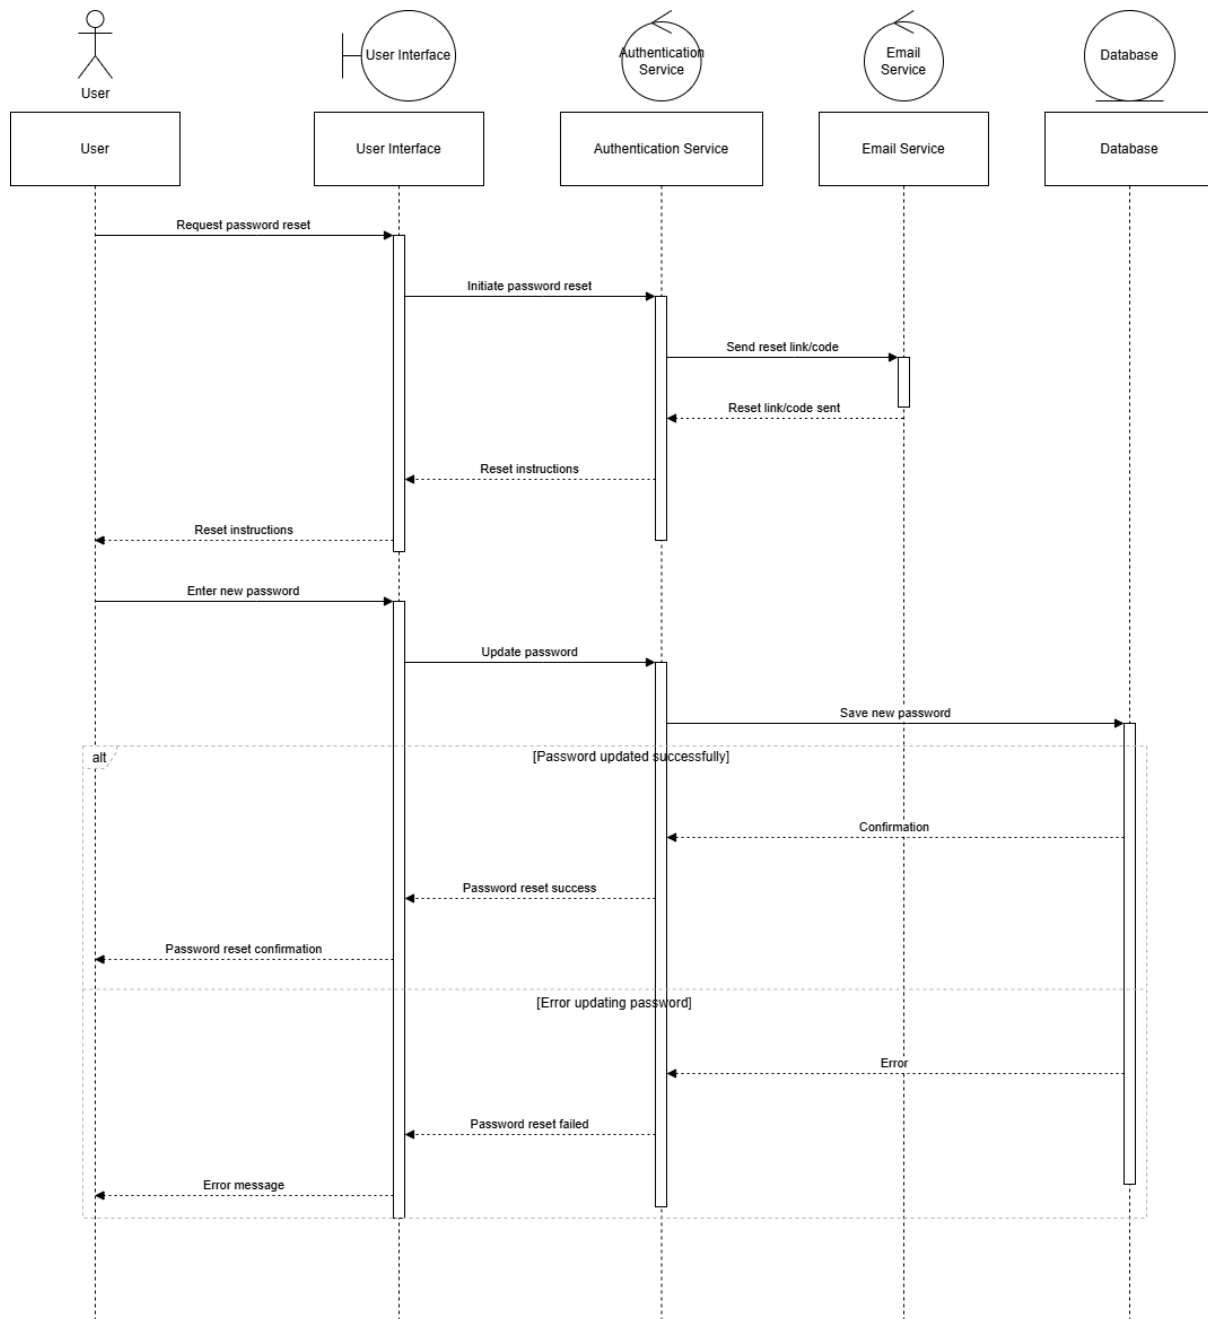 User
User Interface
Authentication
Service
Email
Service
Database
User
User Interface
Authentication Service
Email Service
Database
Request password reset
Initiate password reset
Send reset link/code
Reset link/code sent
Reset instructions
Reset instructions
Enter new password
Update password
Save new password
alt
[Password updated successfully]
Confirmation
Password reset success
Password reset confirmation
[Error updating password]
Error
Password reset failed
Error message